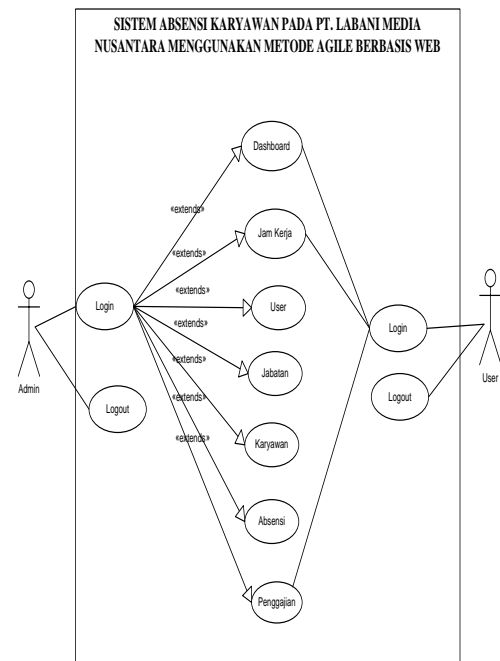 SISTEM ABSENSI KARYAWAN PADA PT. LABANI MEDIA
NUSANTARA MENGGUNAKAN METODE AGILE BERBASIS WEB
Dashboard
«extends»
Jam Kerja
«extends»
«extends»
User
Login
«extends»
Login
Jabatan
«extends»
Admin
User
«extends»
Logout
Logout
«extends»
Karyawan
Absensi
Penggajian